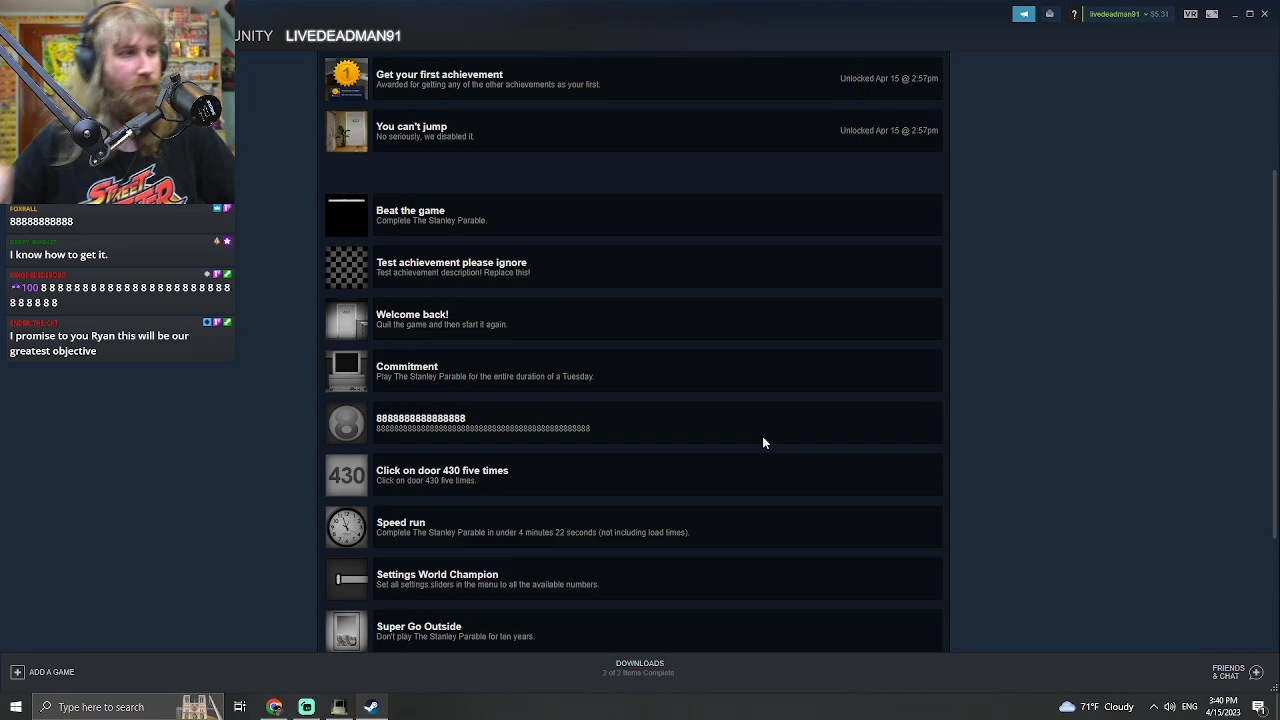 UNITY LIVEDEADMAN91
livedeadman91 $5.31
?
VR
Get your first achievement
Awarded for getting any of the other achievements as your first.
Unlocked Apr 15 @ 2:57pm
You can't jump
No seriously, we disabled it.
Unlocked Apr 15 @ 2:57pm
Beat the game
Complete The Stanley Parable.
Test achievement please ignore
Test achievement description! Replace this!
Welcome back!
Quit the game and then start it again.
Commitment
Play The Stanley Parable for the entire duration of a Tuesday.
8888888888888888
8
Click on door 430 five times
Click on door 430 five times.
430
Speed run
Complete The Stanley Parable in under 4 minutes 22 seconds (not including load times).
Settings World Champion
Set all settings sliders in the menu to all the available numbers.
Super Go Outside
Don't play The Stanley Parable for ten years.
STREET
FOXRALL
88888888888
I know how to get it.
100 8 8 8 8 8 8 8 8 8 8 8 8 8 8 8 8 8 8 8 8 8 8 8
8 8 8 8 8 8
ENDER THE CAT
I promise to you Ryan this will be our
greatest objective
ADD A GAME
DOWNLOADS
2 of 2 Items Complete
FRIENDS
& CHAT
Type here to search
71°F Cloudy
3:40 PM
4/15/2023